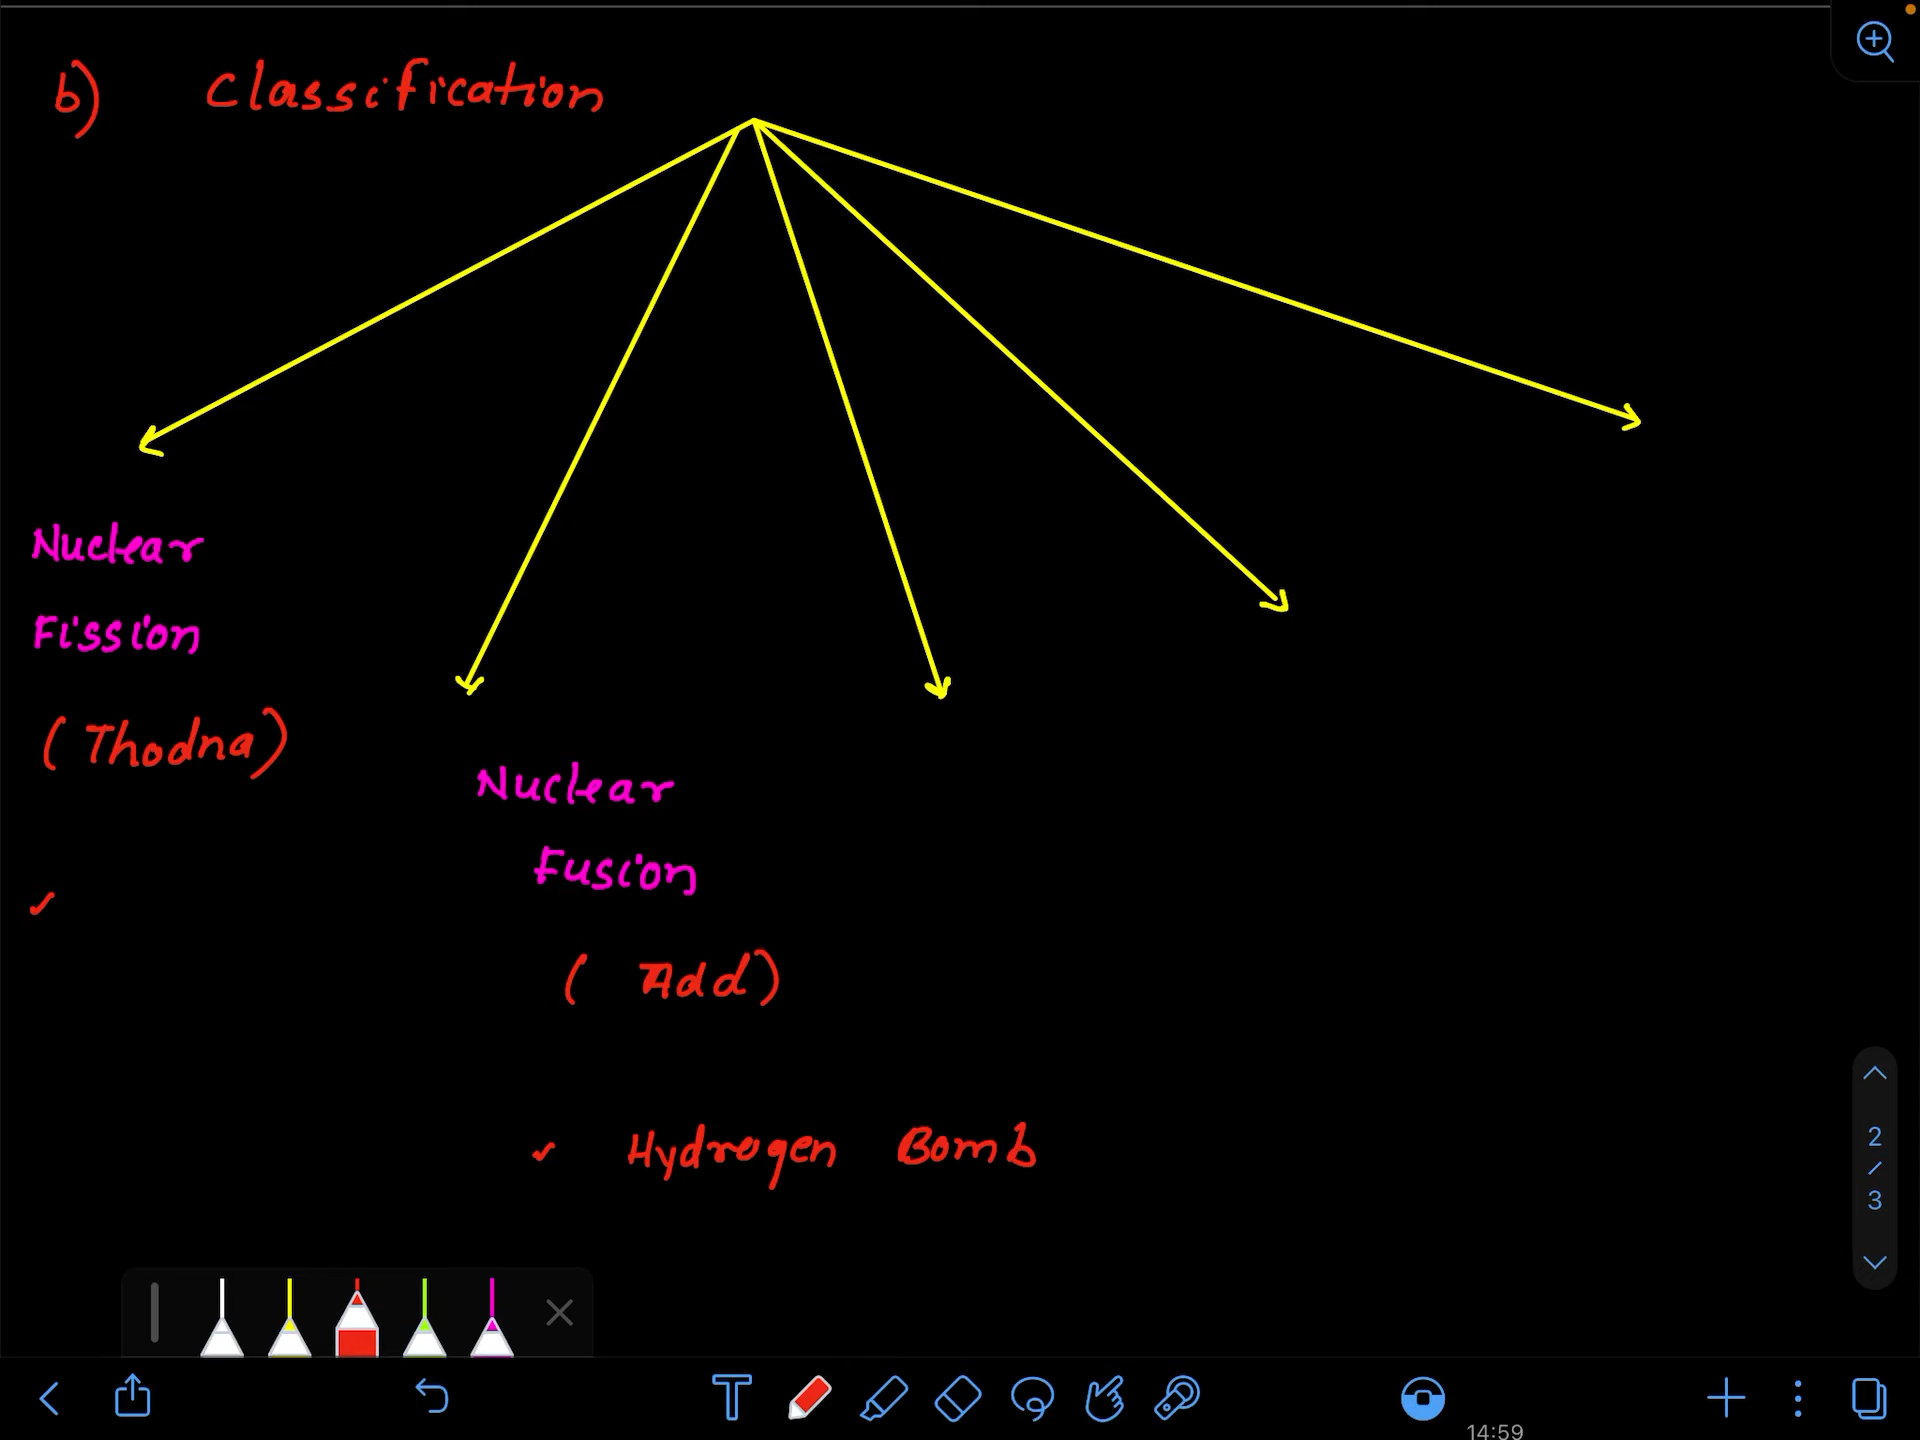 b) Classification
Nuclear
Fission
(Thodna)
Nuclear
Fusion
( Add)
✓
✓ Hydrogen Bomb
2
/
3
T
14:59